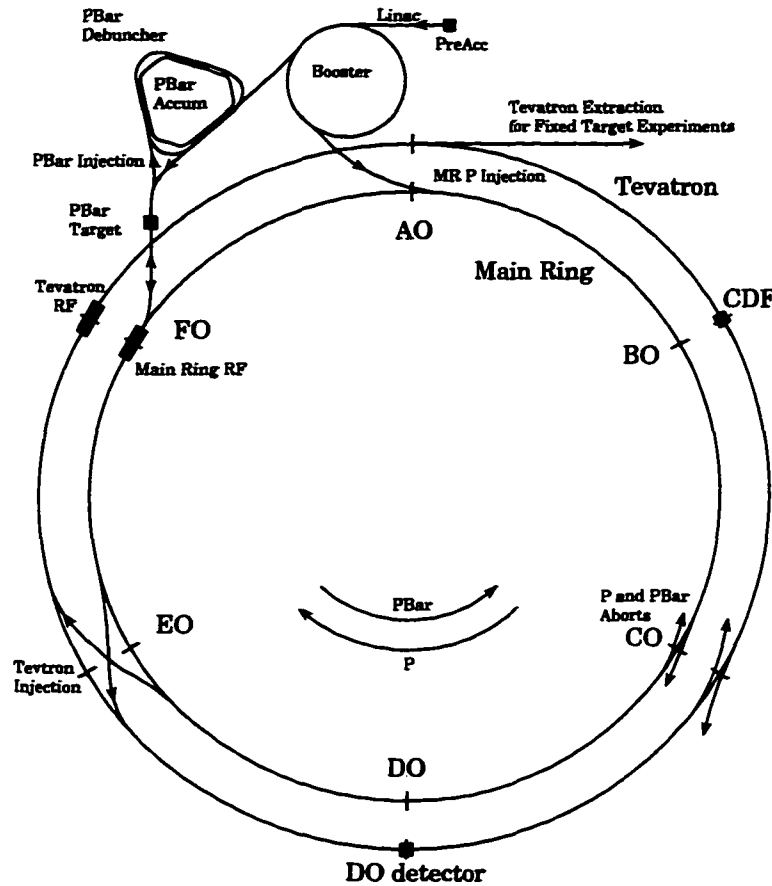 PBar
Debuncher
Linac
PreAcc
Booster
PBar
Accum
Tevatron Extraction
for Fixed Target Experiments
PBar Injection
MR P Injection
Tevatron
PBar
Target
AO
Main Ring
Tevatron
RF
CDF
FO
BO
Main Ring RF
PBar
P and PBar
Aborts
EO
CO
P
Tevtron
Injection
DO
DO detector